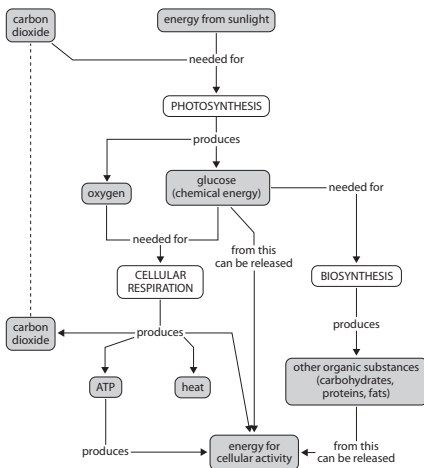 carbon
dioxide
energy from sunlight
needed for
PHOTOSYNTHESIS
produces
oxygen
glucose
(chemical energy)
needed for
needed for
from this
can be released
CELLULAR
RESPIRATION
BIOSYNTHESIS
carbon
dioxide
produces
produces
ATP
heat
other organic substances
(carbohydrates,
proteins, fats)
produces
energy for
cellular activity
from this
can be released